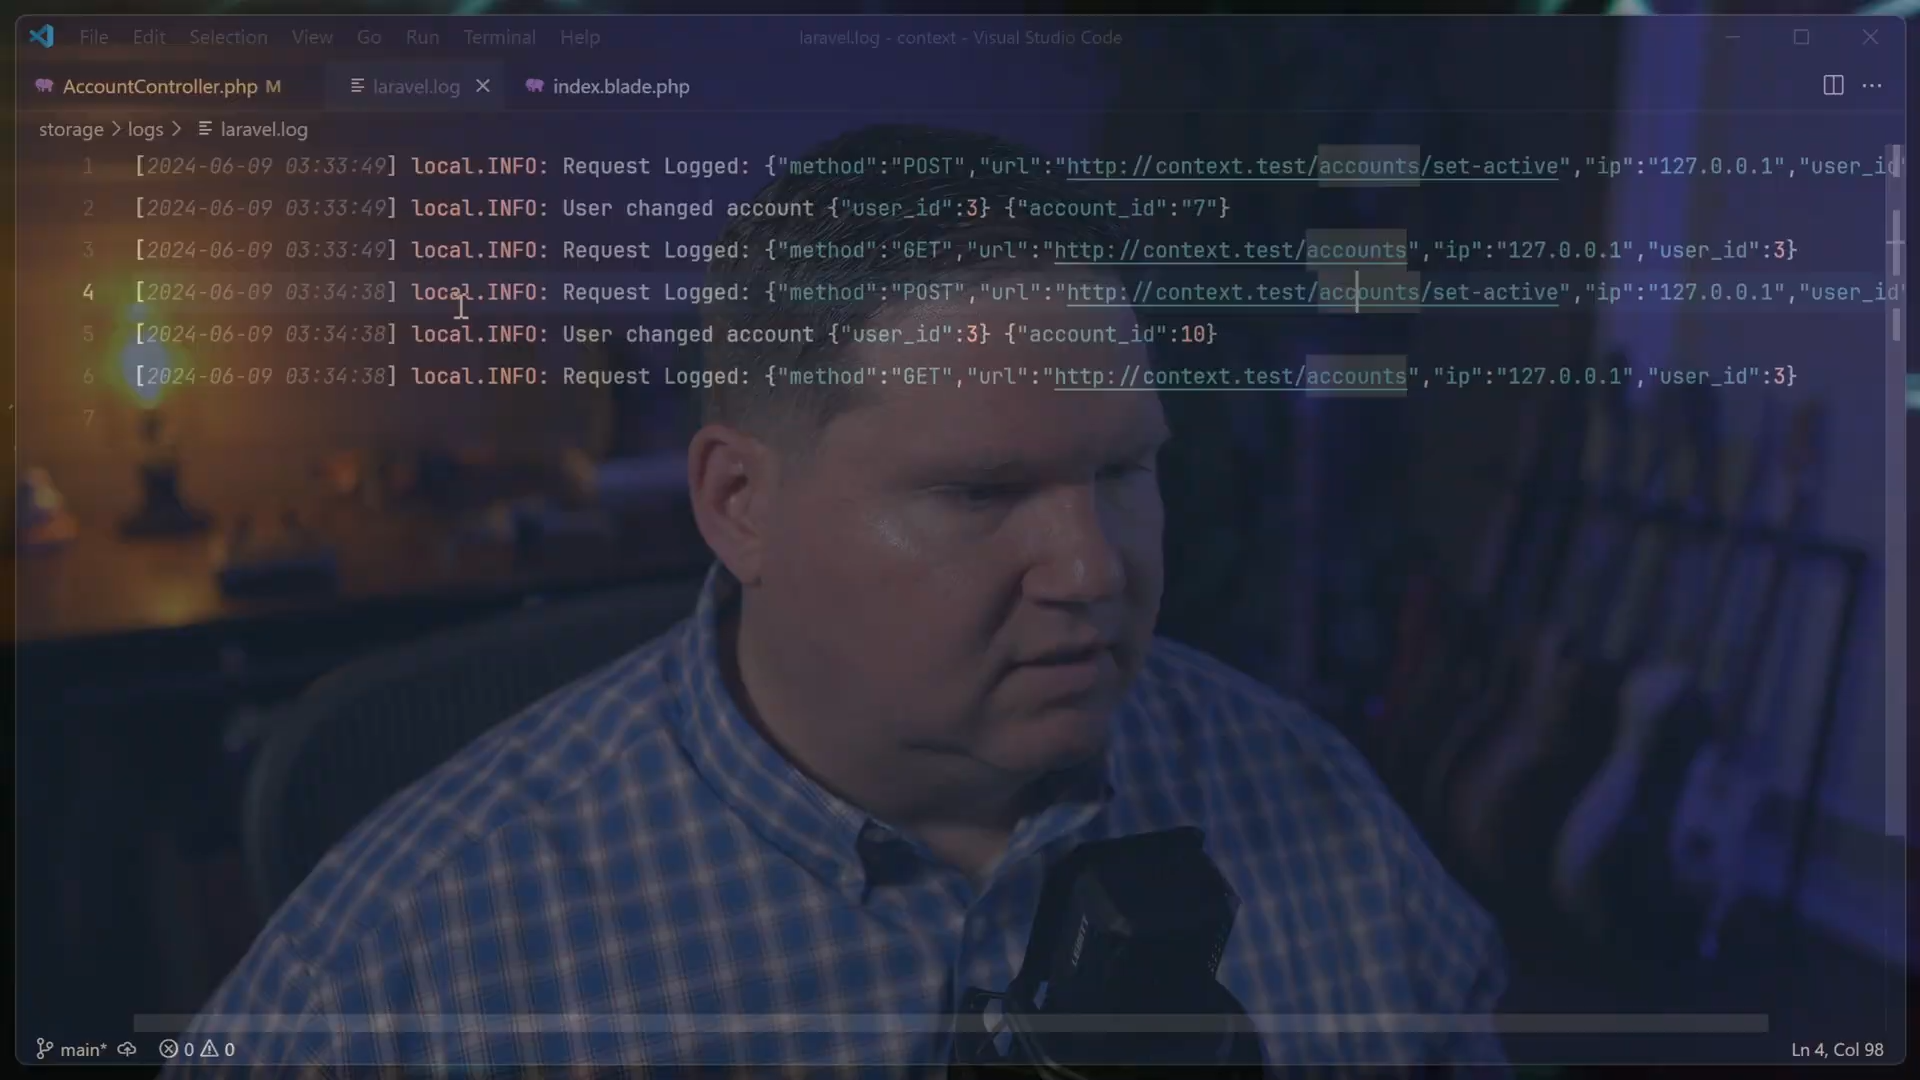 File Edit Selection View Go Run Terminal Help
laravel.log - context - Visual Studio Code
AccountController.php M
laravel.log
index.blade.php
storage > logs > laravel.log
1 [2024-06-09 03:33:49] local.INFO: Request Logged: {"method":"POST","url":"http://context.test/accounts/set-active","ip":"127.0.0.1","user_id
2 [2024-06-09 03:33:49] local.INFO: User changed account {"user_id":3} {"account_id":"7"}
3 [2024-06-09 03:33:49] local.INFO: Request Logged: {"method":"GET","url":"http://context.test/accounts","ip":"127.0.0.1","user_id":3}
4 [2024-06-09 03:34:38] local.INFO: Request Logged: {"method":"POST","url":"http://context.test/accounts/set-active","ip":"127.0.0.1","user_id
5 [2024-06-09 03:34:38] local.INFO: User changed account {"user_id":3} {"account_id":10}
6 [2024-06-09 03:34:38] local.INFO: Request Logged: {"method":"GET","url":"http://context.test/accounts","ip":"127.0.0.1","user_id":3}
7
main* 0 0
Ln 4, Col 98